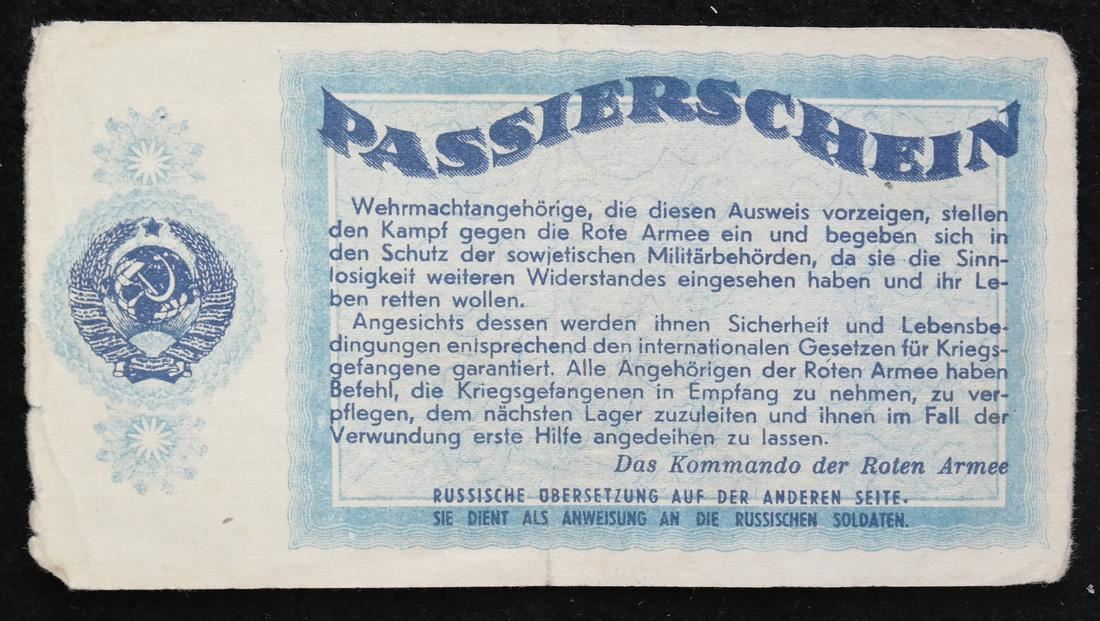 PASSIERSCHEIN
Wehrmachtangehörige, die diesen Ausweis vorzeigen, stellen
den Kampf gegen die Rote Armee ein und begeben sich in
den Schutz der sowjetischen Militärbehörden, da sie die Sinn-
losigkeit weiteren Widerstandes eingesehen haben und ihr Le-
ben retten wollen.
Angesichts dessen werden ihnen Sicherheit und Lebensbe-
dingungen entsprechend den internationalen Gesetzen für Kriegs-
gefangene garantiert. Alle Angehörigen der Roten Armee haben
Befehl, die Kriegsgefangenen in Empfang zu nehmen, zu ver-
pflegen, dem nächsten Lager zuzuleiten und ihnen im Fall der
Verwundung erste Hilfe angedeihen zu lassen.
Das Kommando der Roten Armee
RUSSISCHE ÜBERSETZUNG AUF DER ANDEREN SEITE.
SIE DIENT ALS ANWEISUNG AN DIE RUSSISCHEN SOLDATEN.